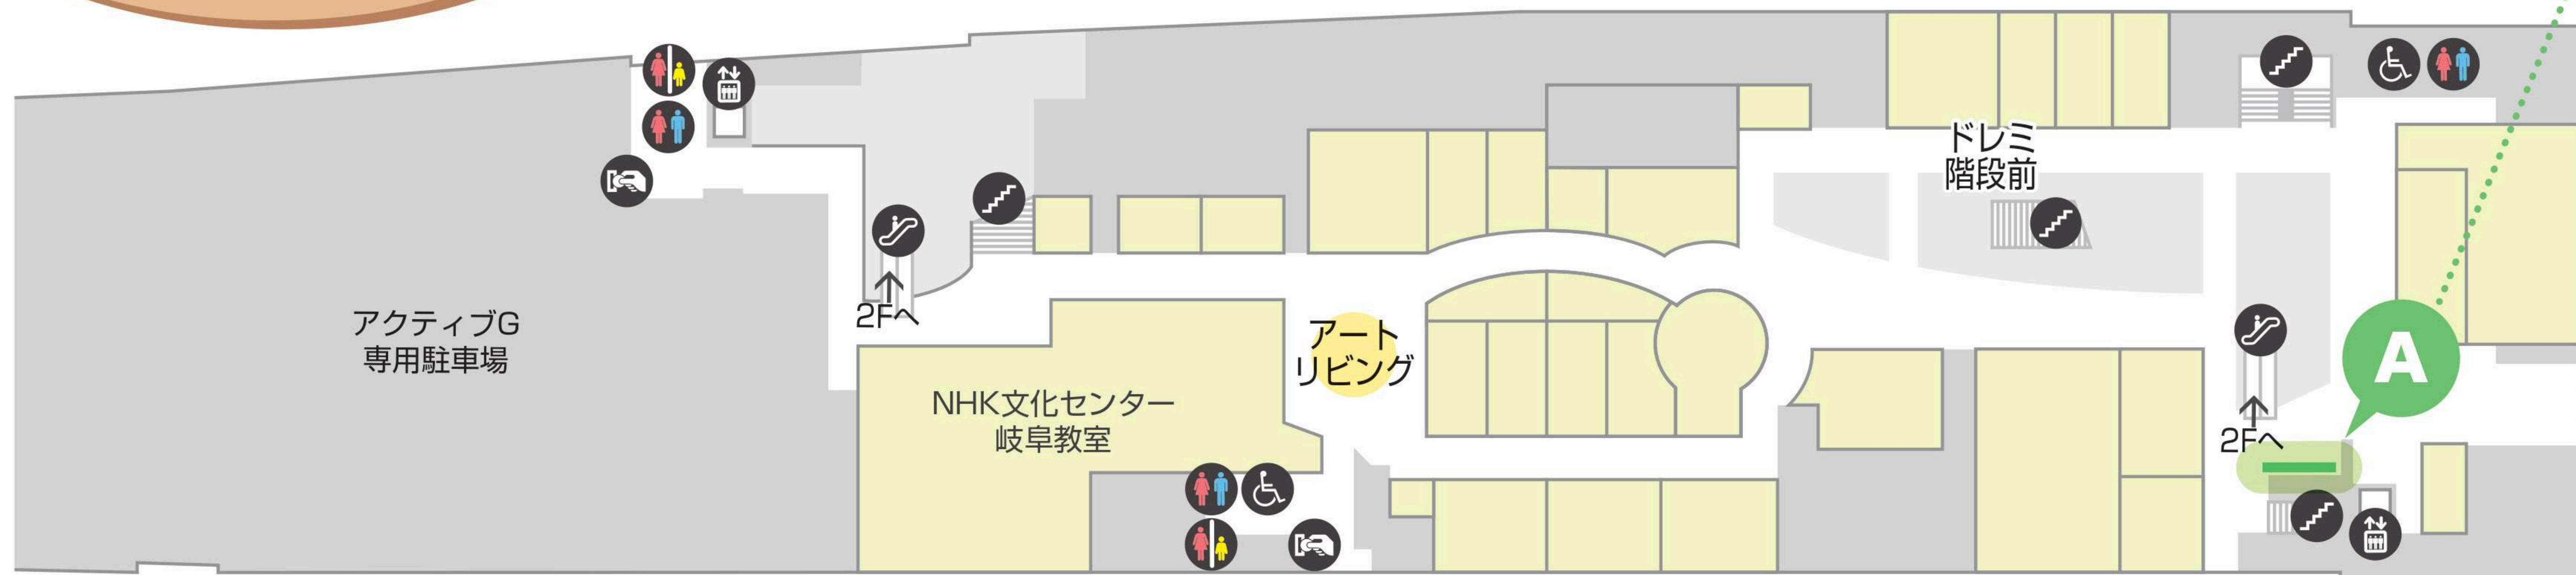 アクティブG
専用駐車場
2Fへ
NHK文化センター
岐阜教室
アート
リビング
ドレミ
階段前
2Fへ
A